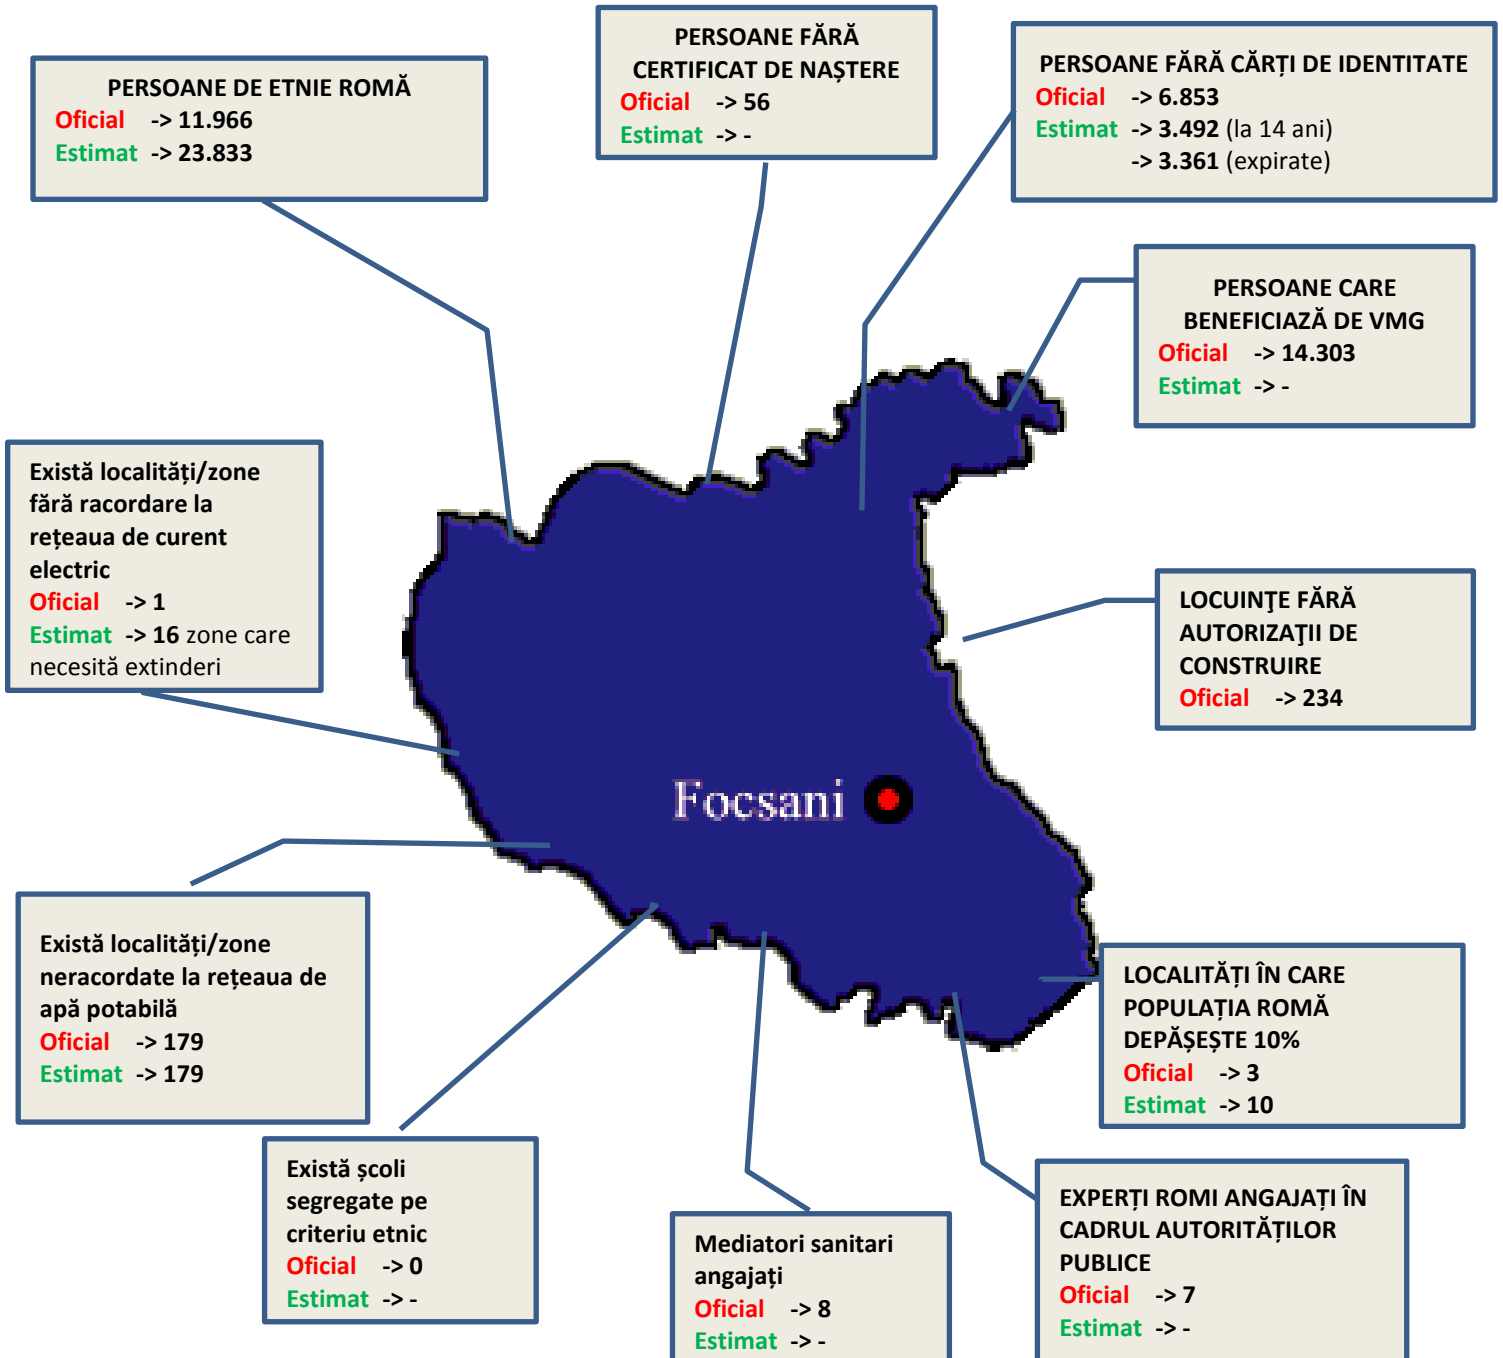 PERSOANE DE ETNIE ROMĂ
Oficial -> 11.966
Estimat -> 23.833
PERSOANE FĂRĂ
CERTIFICAT DE NAȘTERE
Oficial -> 56
Estimat -> -
PERSOANE FĂRĂ CĂRȚI DE IDENTITATE
Oficial -> 6.853
Estimat -> 3.492 (la 14 ani)
-> 3.361 (expirate)
PERSOANE CARE
BENEFICIAZĂ DE VMG
Oficial -> 14.303
Estimat -> -
Există localități/zone
fără racordare la
rețeaua de curent
electric
Oficial -> 1
Estimat -> 16 zone care
necesită extinderi
LOCUINŢE FĂRĂ
AUTORIZAŢII DE
CONSTRUIRE
Oficial -> 234
Focsani
Există localități/zone
neracordate la rețeaua de
apă potabilă
Oficial -> 179
Estimat -> 179
LOCALITĂȚI ÎN CARE
POPULAȚIA ROMĂ
DEPĂȘEȘTE 10%
Oficial -> 3
Estimat -> 10
Există școli
segregate pe
criteriu etnic
Oficial -> 0
Estimat -> -
Mediatori sanitari
angajați
Oficial -> 8
Estimat -> -
EXPERȚI ROMI ANGAJAȚI ÎN
CADRUL AUTORITĂȚILOR
PUBLICE
Oficial -> 7
Estimat -> -